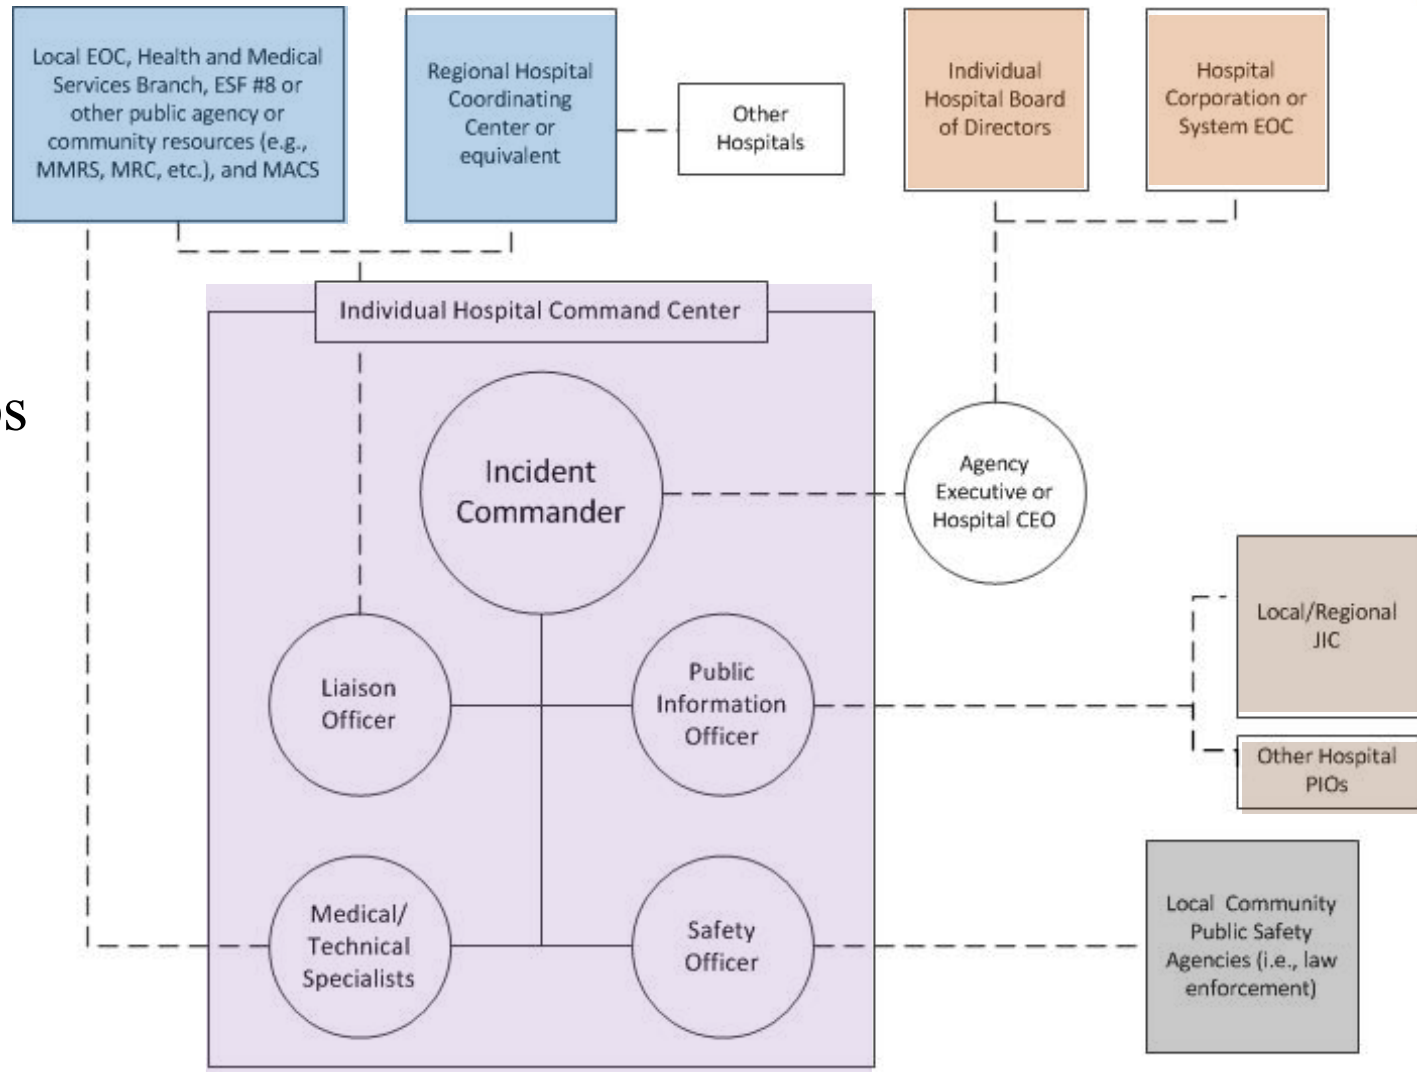 Local EOC, Health and Medical
Services Branch, ESF #8 or
other public agency or
community resources (e.g.,
MMRS, MRC, etc.), and MACS
Regional Hospital
Coordinating
Center or
equivalent
Other
Hospitals
Individual
Hospital Board
of Directors
Hospital
Corporation or
System EOC
Individual Hospital Command Center
Incident
Commander
Agency
Executive or
Hospital CEO
Liaison
Officer
Public
Information
Officer
Local/Regional
JIC
Other Hospital
PIOs
Medical/
Technical
Specialists
Safety
Officer
Local Community
Public Safety
Agencies (i.e., law
enforcement)